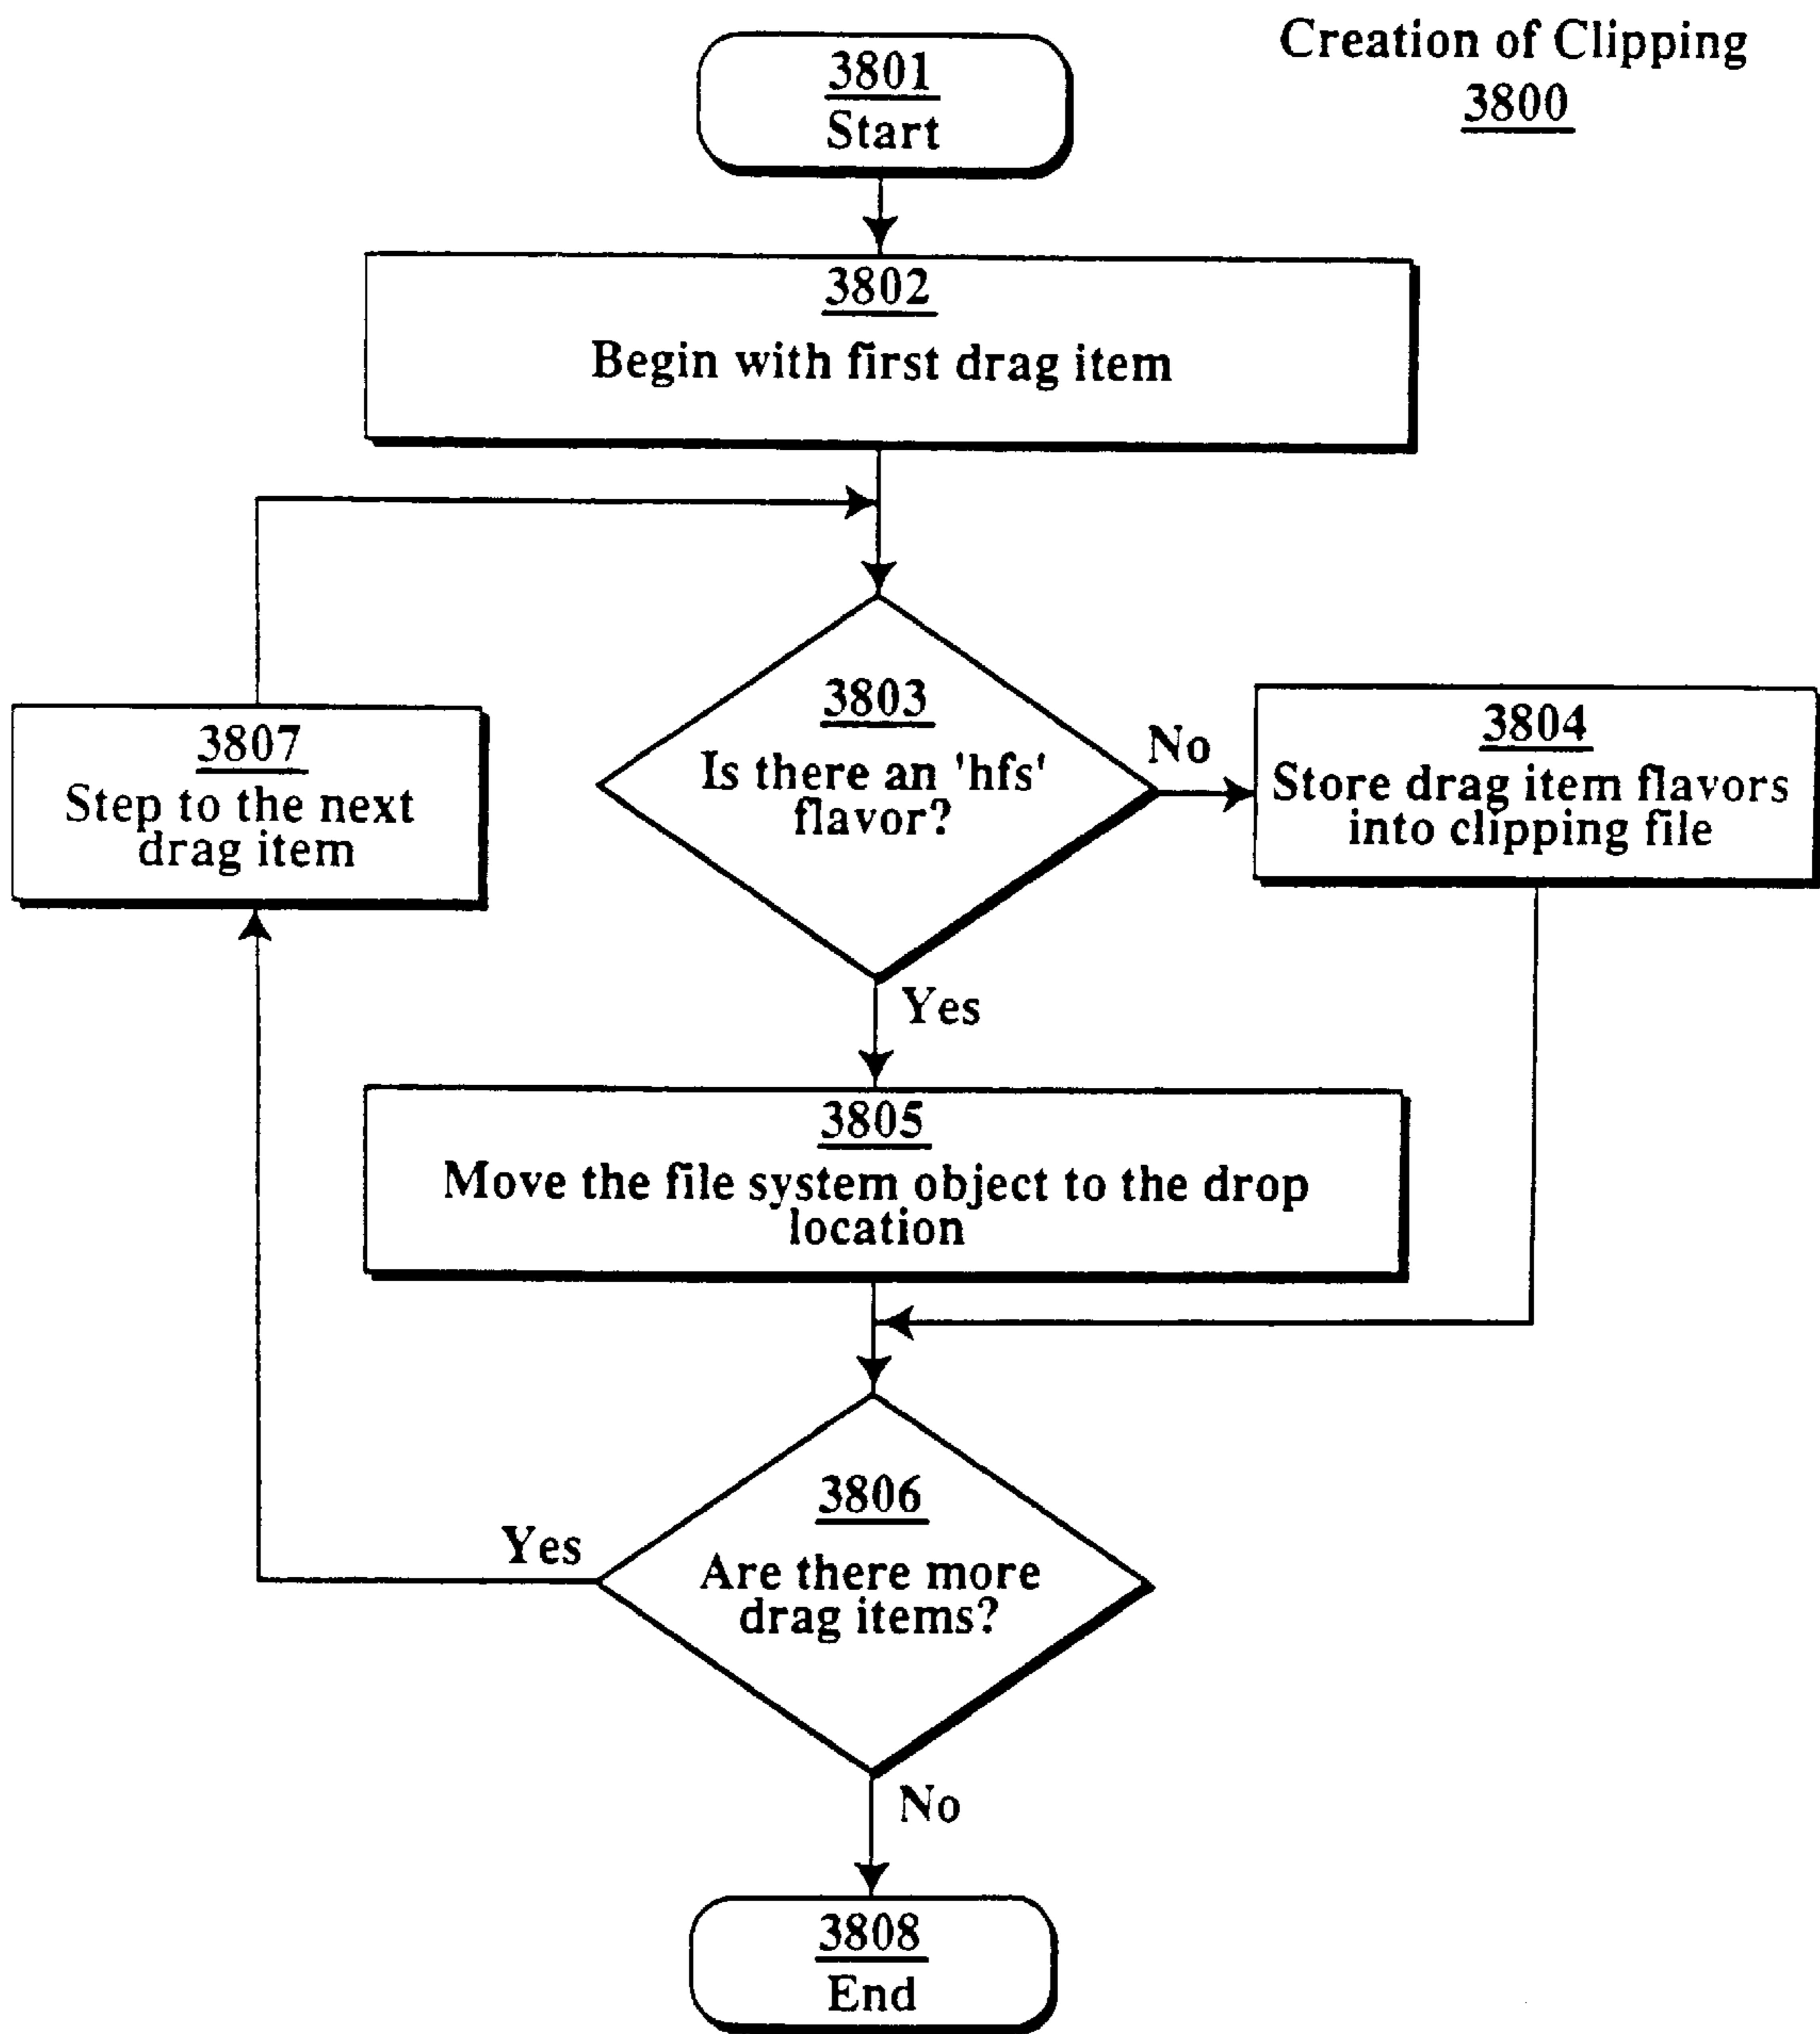 Creation of Clipping
3800
3801
Start
3802
Begin with first drag item
3803
Is there an 'hfs'
flavor?
No
3804
Store drag item flavors
into clipping file
3807
Step to the next
drag item
Yes
3805
Move the file system object to the drop
location
3806
Are there more
drag items?
Yes
No
3808
End